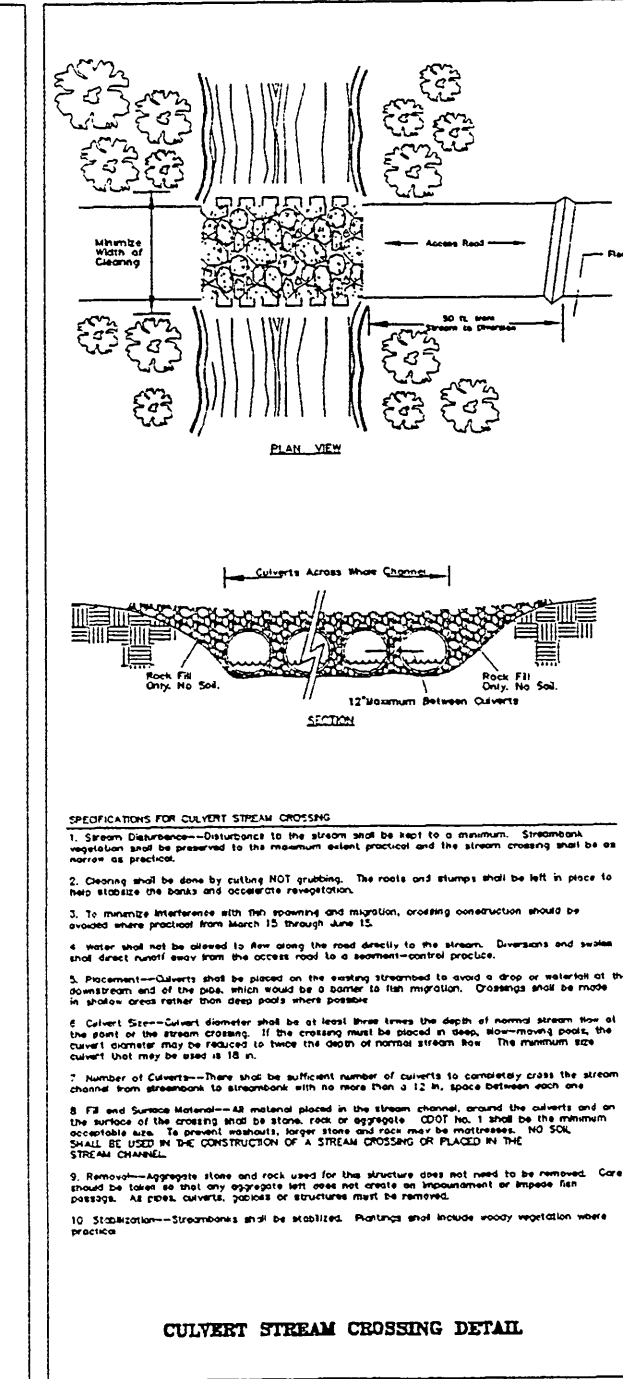 Minimize
Width of
Clearing
Access Road
50 ft. from
Stream to Diversion
PLAN VIEW
Culverts Across Whole Channel
Rock Fill
Only. No Soil.
Rock Fill
Only. No Soil.
12" Maximum Between Culverts
SECTION
SPECIFICATIONS FOR CULVERT STREAM CROSSING
1. Stream Disturbance--Disturbance to the stream shall be kept to a minimum. Streambank
vegetation shall be preserved to the maximum extent practical and the stream crossing shall be as
narrow as practical.
2. Clearing shall be done by cutting NOT grubbing. The roots and stumps shall be left in place to
help stabilize the banks and accelerate revegetation.
3. To minimize interference with fish spawning and migration, crossing construction should be
avoided where practical from March 15 through June 15.
4 Water shall not be allowed to flow along the road directly to the stream. Diversions and swales
shall direct runoff away from the access road to a sediment-control practice.
5. Placement--Culverts shall be placed on the existing streambed to avoid a drop or waterfall at th
downstream end of the pipe, which would be a barrier to fish migration. Crossings shall be made
in shallow areas rather than deep pools where possible
6 Culvert Size--Culvert diameter shall be at least three times the depth of normal stream flow at
the point of the stream crossing. If the crossing must be placed in deep, slow-moving pools, the
culvert diameter may be reduced to twice the depth of normal stream flow The minimum size
culvert that may be used is 18 in.
7 Number of Culverts--There shall be sufficient number of culverts to completely cross the stream
channel from streambank to streambank with no more than a 12 in, space between each one
8 Fill and Surface Material--All material placed in the stream channel, around the culverts and on
the surface of the crossing shall be stone, rock or aggregate ODOT No. 1 shall be the minimum
acceptable size. To prevent washouts, larger stone and rock may be mattresses. NO SOIL
SHALL BE USED IN THE CONSTRUCTION OF A STREAM CROSSING OR PLACED IN THE
STREAM CHANNEL.
9. Removal--Aggregate stone and rock used for this structure does not need to be removed. Care
should be taken so that any aggregate left does not create an impoundment or impede fish
passage. All pipes, culverts, gabions or structures must be removed.
10 Stabilization--Streambanks shall be stabilized. Plantings shall include woody vegetation where
practical
CULVERT STREAM CROSSING DETAIL